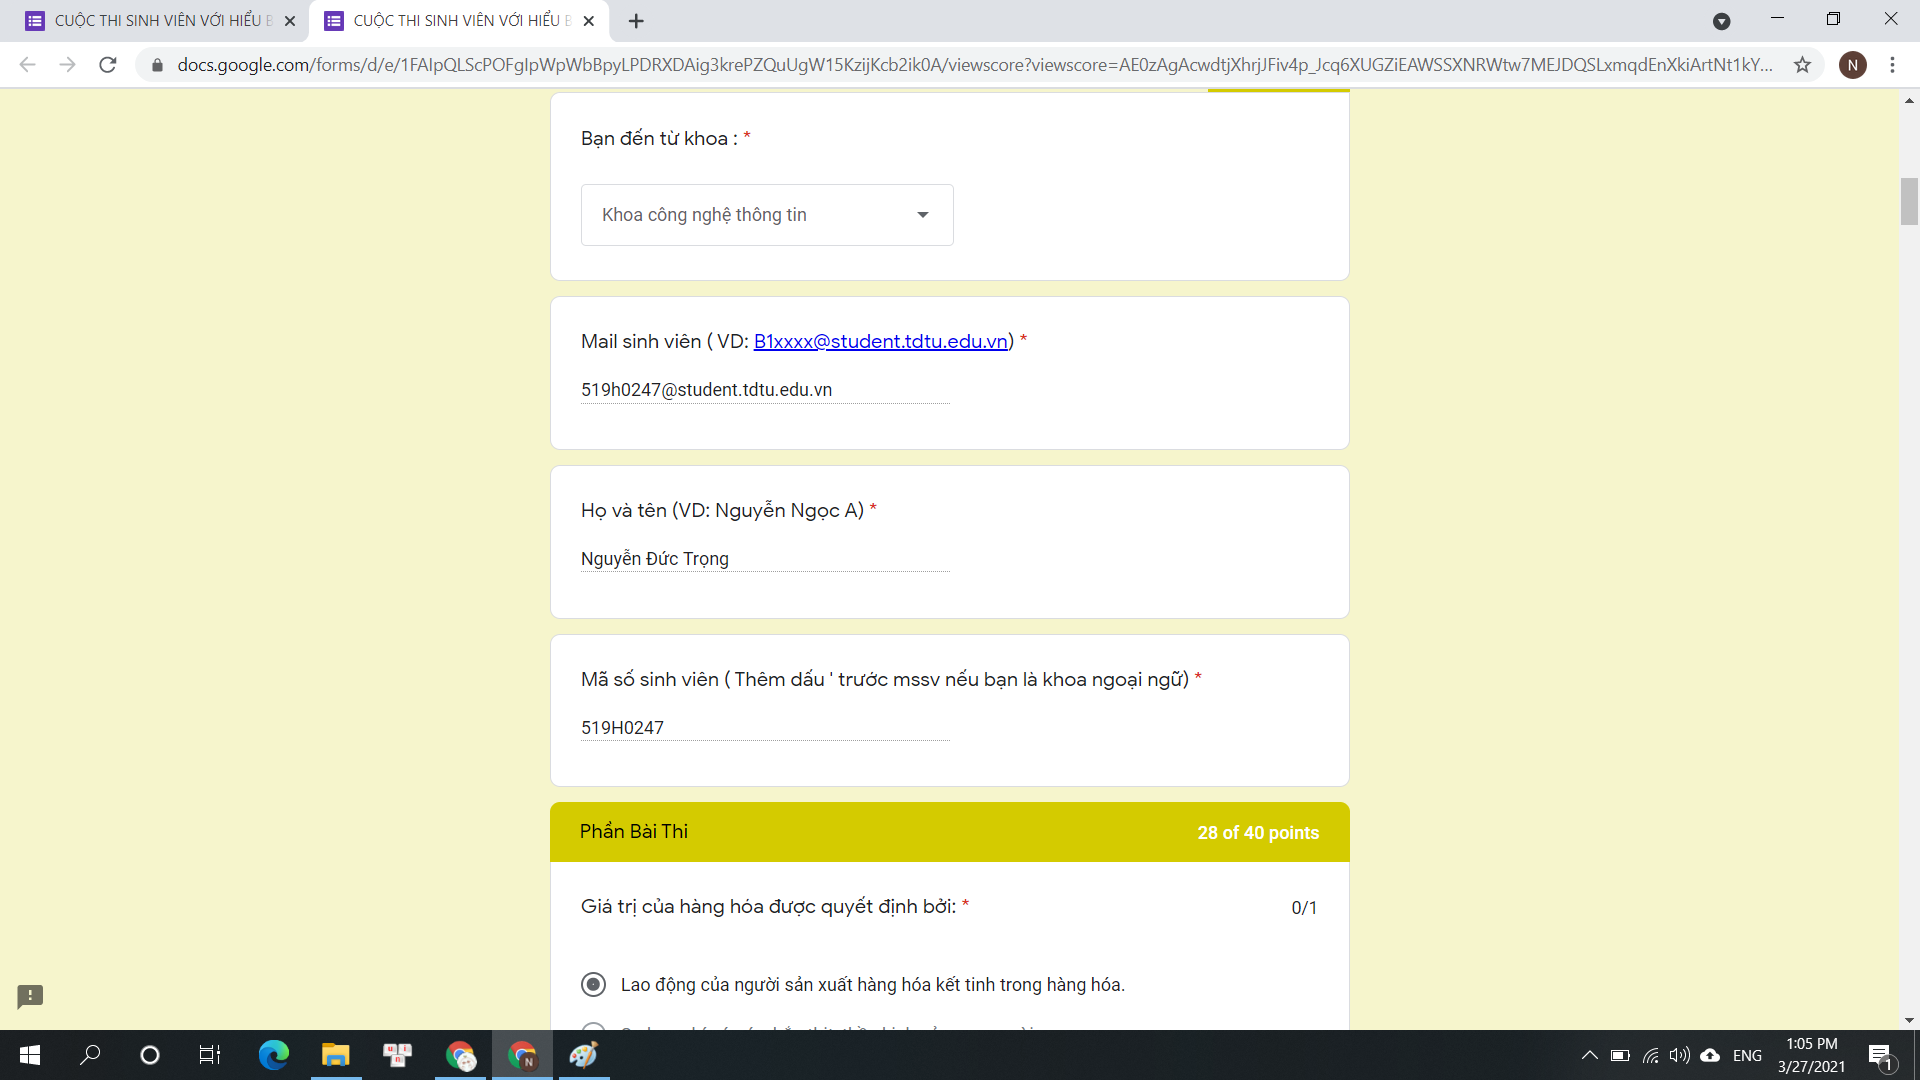 CUỘC THI SINH VIÊN VỚI HIỂU B
CUỘC THI SINH VIÊN VỚI HIỂU B
docs.google.com/forms/d/e/1FAIpQLScPOFgIpWpWbBpyLPDRXDAig3krePZQuUgW15KzijKcb2ik0A/viewscore?viewscore=AE0zAgAcwdtjXhrjJFiv4p_Jcq6XUGZiEAWSSXNRWtw7MEJDQSLxmqdEnXkiArtNt1kY...
N
Bạn đến từ khoa : *
Khoa công nghệ thông tin
Mail sinh viên ( VD: B1xxxx@student.tdtu.edu.vn) *
519h0247@student.tdtu.edu.vn
Họ và tên (VD: Nguyễn Ngọc A) *
Nguyễn Đức Trọng
Mã số sinh viên ( Thêm dấu ' trước mssv nếu bạn là khoa ngoại ngữ) *
519H0247
Phần Bài Thi
28 of 40 points
Giá trị của hàng hóa được quyết định bởi: *
0/1
Lao động của người sản xuất hàng hóa kết tinh trong hàng hóa.
N
ENG
1:05 PM
3/27/2021
1